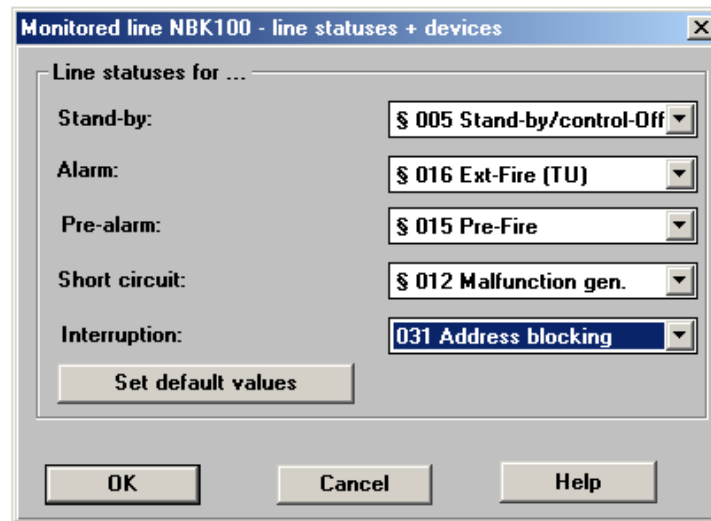 Monitored line NBK100 - line statuses + devices
Line statuses for ...
Stand-by: § 005 Stand-by/control-Off
Alarm: § 016 Ext-Fire (TU)
Pre-alarm: § 015 Pre-Fire
Short circuit: § 012 Malfunction gen.
Interruption: 031 Address blocking
Set default values
OK Cancel Help